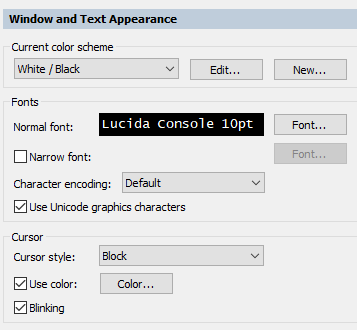 Window and Text Appearance
Current color scheme
White / Black Edit... New...
Fonts
Normal font: Lucida Console 10pt Font...
Narrow font: Font...
Character encoding: Default
Use Unicode graphics characters
Cursor
Cursor style: Block
Use color: Color...
Blinking